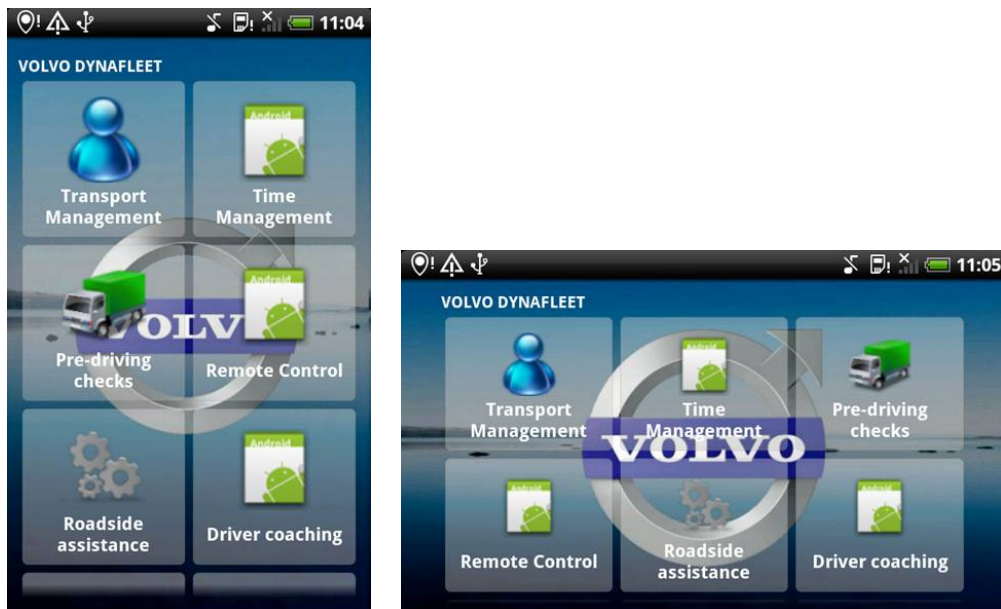 11:04
VOLVO DYNAFLEET
Android
Transport
Management
Time
Management
Android
Pre-driving
checks
VOLV
Remote Control
Android
Roadside
assistance
Driver coaching
11:05
VOLVO DYNAFLEET
Android
Transport
Management
Time
Management
Pre-driving
checks
VOLVO
Android
Android
Remote Control
Roadside
assistance
Driver coaching